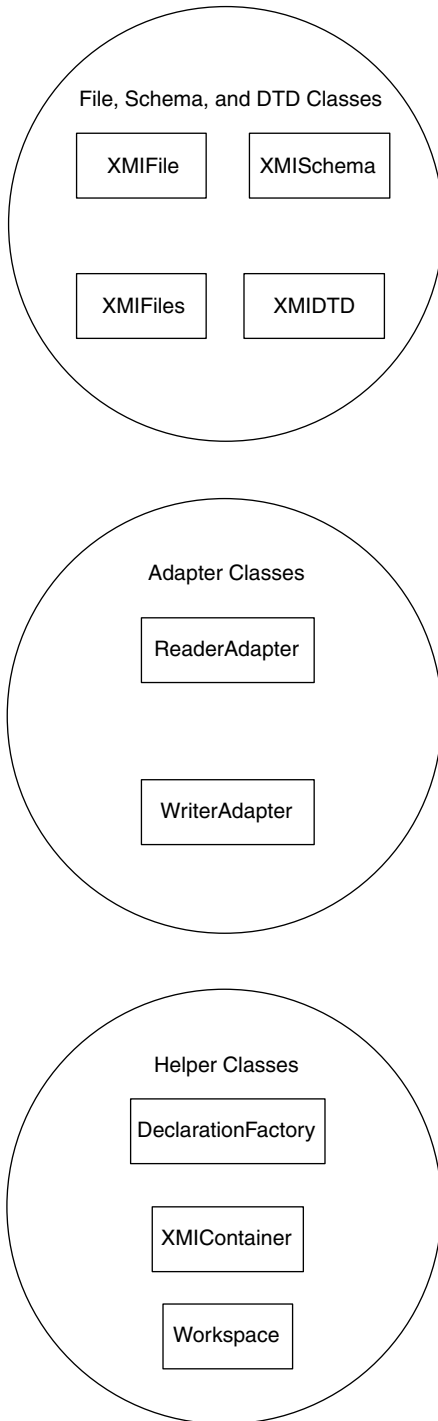 File, Schema, and DTD Classes
XMIFile
XMISchema
XMIFiles
XMIDTD
Adapter Classes
ReaderAdapter
WriterAdapter
Helper Classes
DeclarationFactory
XMIContainer
Workspace